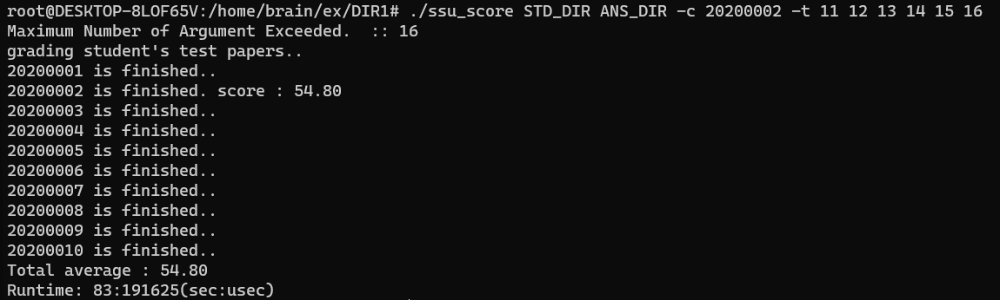 root@DESKTOP-8LOF65V:/home/brain/ex/DIR1# ./ssu_score STD_DIR ANS_DIR -c 20200002 -t 11 12 13 14 15 16
Maximum Number of Argument Exceeded.  :: 16
grading student's test papers..
20200001 is finished..
20200002 is finished. score : 54.80
20200003 is finished..
20200004 is finished..
20200005 is finished..
20200006 is finished..
20200007 is finished..
20200008 is finished..
20200009 is finished..
20200010 is finished..
Total average : 54.80
Runtime: 83:191625(sec:usec)